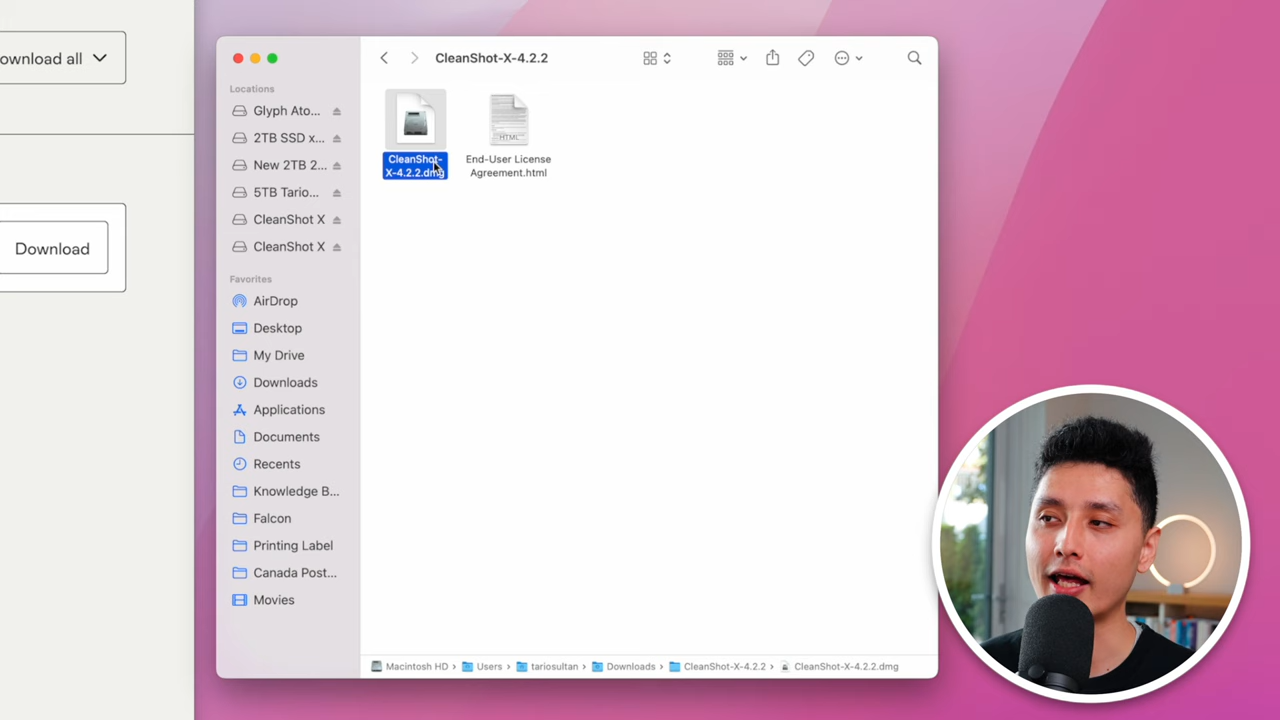 ownload all
Download
CleanShot-X-4.2.2
Locations
Glyph Ato...
2TB SSD x...
New 2TB 2...
5TB Tario...
CleanShot X
CleanShot X
Favorites
AirDrop
Desktop
My Drive
Downloads
Applications
Documents
Recents
Knowledge B...
Falcon
Printing Label
Canada Post...
Movies
CleanShot-
X-4.2.2.dmg
HTML
End-User License
Agreement.html
Macintosh HD › Users › tariosultan › Downloads › CleanShot-X-4.2.2 › CleanShot-X-4.2.2.dmg